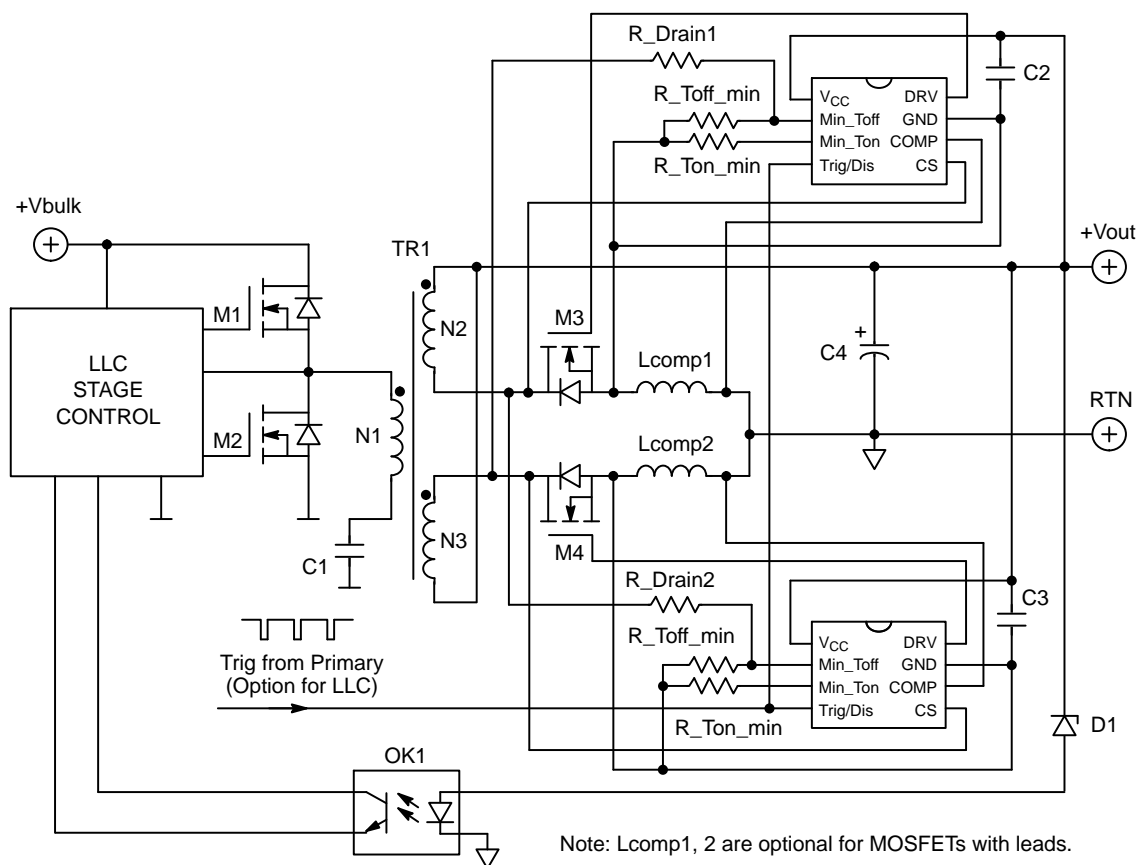 R_Drain1
C2
R_Toff_min
VCC
DRV
Min_Toff
GND
Min_Ton
COMP
Trig/Dis
CS
R_Ton_min
+Vbulk
+Vout
TR1
M1
N2
M3
+
C4
LLC
STAGE
CONTROL
Lcomp1
RTN
M2
N1
Lcomp2
N3
M4
C1
R_Drain2
C3
R_Toff_min
VCC
DRV
Min_Toff
GND
Min_Ton
COMP
Trig/Dis
CS
Trig from Primary
(Option for LLC)
R_Ton_min
D1
OK1
Note: Lcomp1, 2 are optional for MOSFETs with leads.